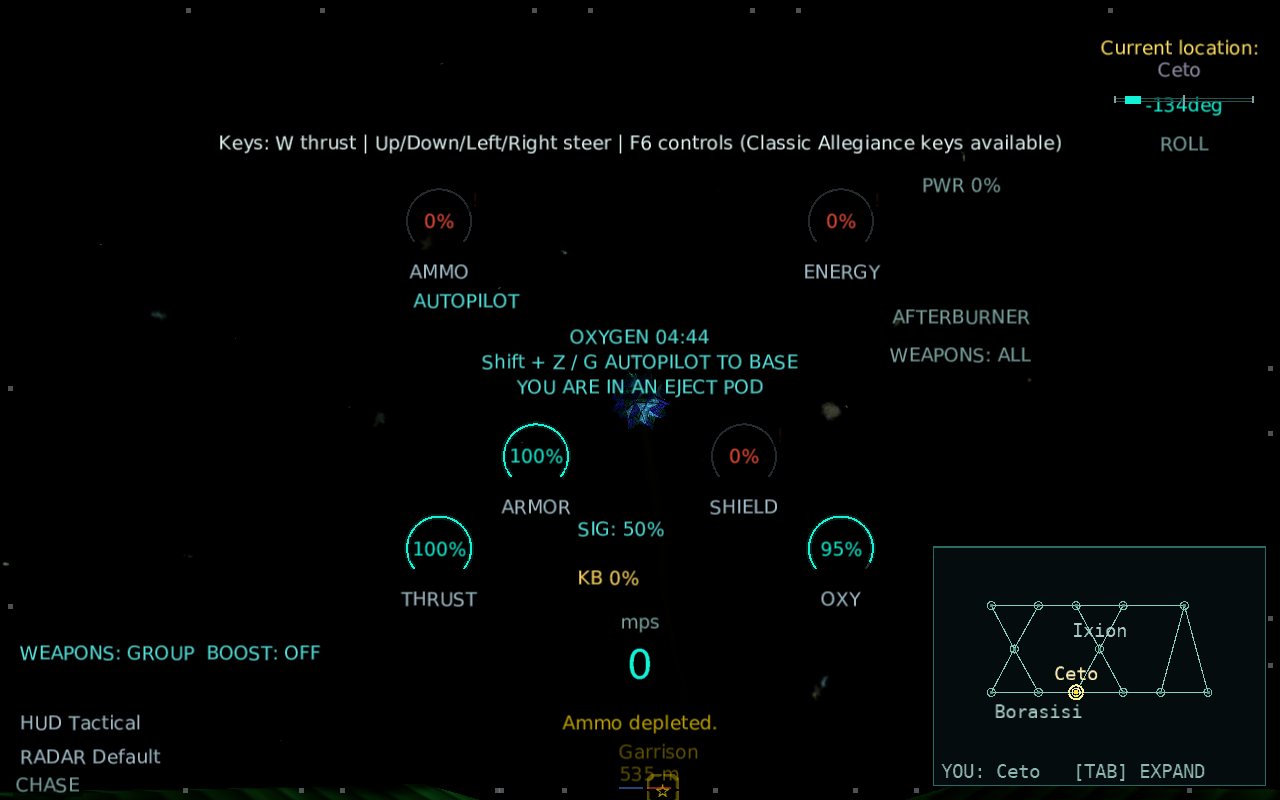 Current location:
Ceto
-134deg
ROLL
Keys: W thrust | Up/Down/Left/Right steer | F6 controls (Classic Allegiance keys available)
PWR 0%
0%
AMMO
AUTOPILOT
0%
ENERGY
AFTERBURNER
WEAPONS: ALL
OXYGEN 04:44
Shift + Z / G AUTOPILOT TO BASE
YOU ARE IN AN EJECT POD
100%
ARMOR
0%
SHIELD
SIG: 50%
100%
THRUST
95%
OXY
KB 0%
mps
0
WEAPONS: GROUP BOOST: OFF
Ammo depleted.
Garrison
535 m
HUD Tactical
RADAR Default
CHASE
Ixion
Ceto
Borasisi
YOU: Ceto [TAB] EXPAND